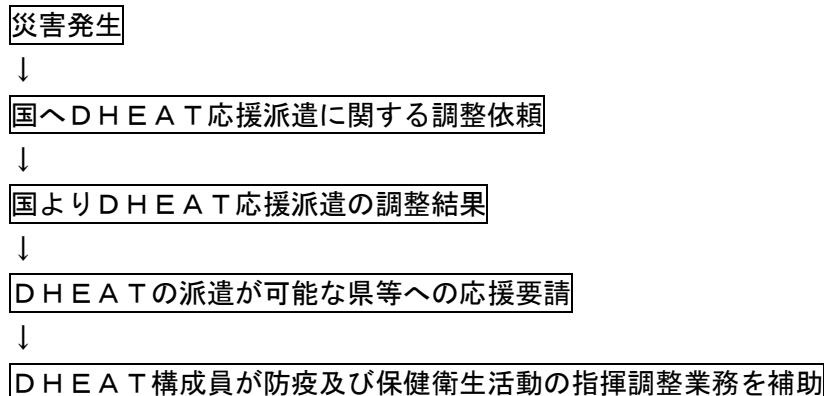 災害発生
↓
国へＤＨＥＡＴ応援派遣に関する調整依頼
↓
国よりＤＨＥＡＴ応援派遣の調整結果
↓
ＤＨＥＡＴの派遣が可能な県等への応援要請
↓
ＤＨＥＡＴ構成員が防疫及び保健衛生活動の指揮調整業務を補助